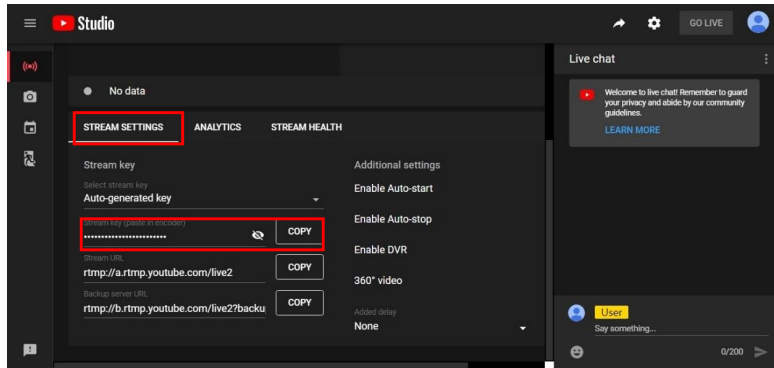 Studio
GO LIVE
No data
STREAM SETTINGS
ANALYTICS
STREAM HEALTH
Stream key
Select stream key
Auto-generated key
Stream key (paste in encoder)
••••••••••••••••••••••••
COPY
Stream URL
rtmp://a.rtmp.youtube.com/live2
COPY
Backup server URL
rtmp://b.rtmp.youtube.com/live2?backu
COPY
Additional settings
Enable Auto-start
Enable Auto-stop
Enable DVR
360° video
Added delay
None
Live chat
Welcome to live chat! Remember to guard
your privacy and abide by our community
guidelines.
LEARN MORE
User
Say something...
0/200